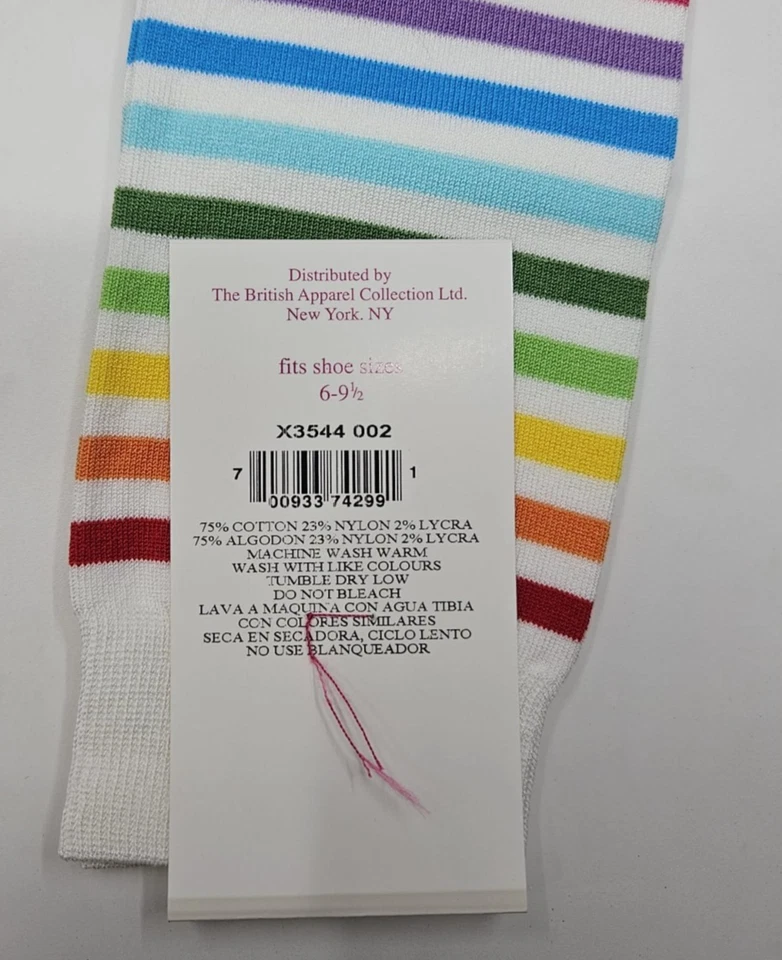 Distributed by
The British Apparel Collection Ltd.
New York. NY
fits shoe sizes
6-9½
X3544 002
7 00933 74299 1
75% COTTON 23% NYLON 2% LYCRA
75% ALGODON 23% NYLON 2% LYCRA
MACHINE WASH WARM
WASH WITH LIKE COLOURS
TUMBLE DRY LOW
DO NOT BLEACH
LAVA A MAQUINA CON AGUA TIBIA
CON COLORES SIMILARES
SECA EN SECADORA, CICLO LENTO
NO USE BLANQUEADOR